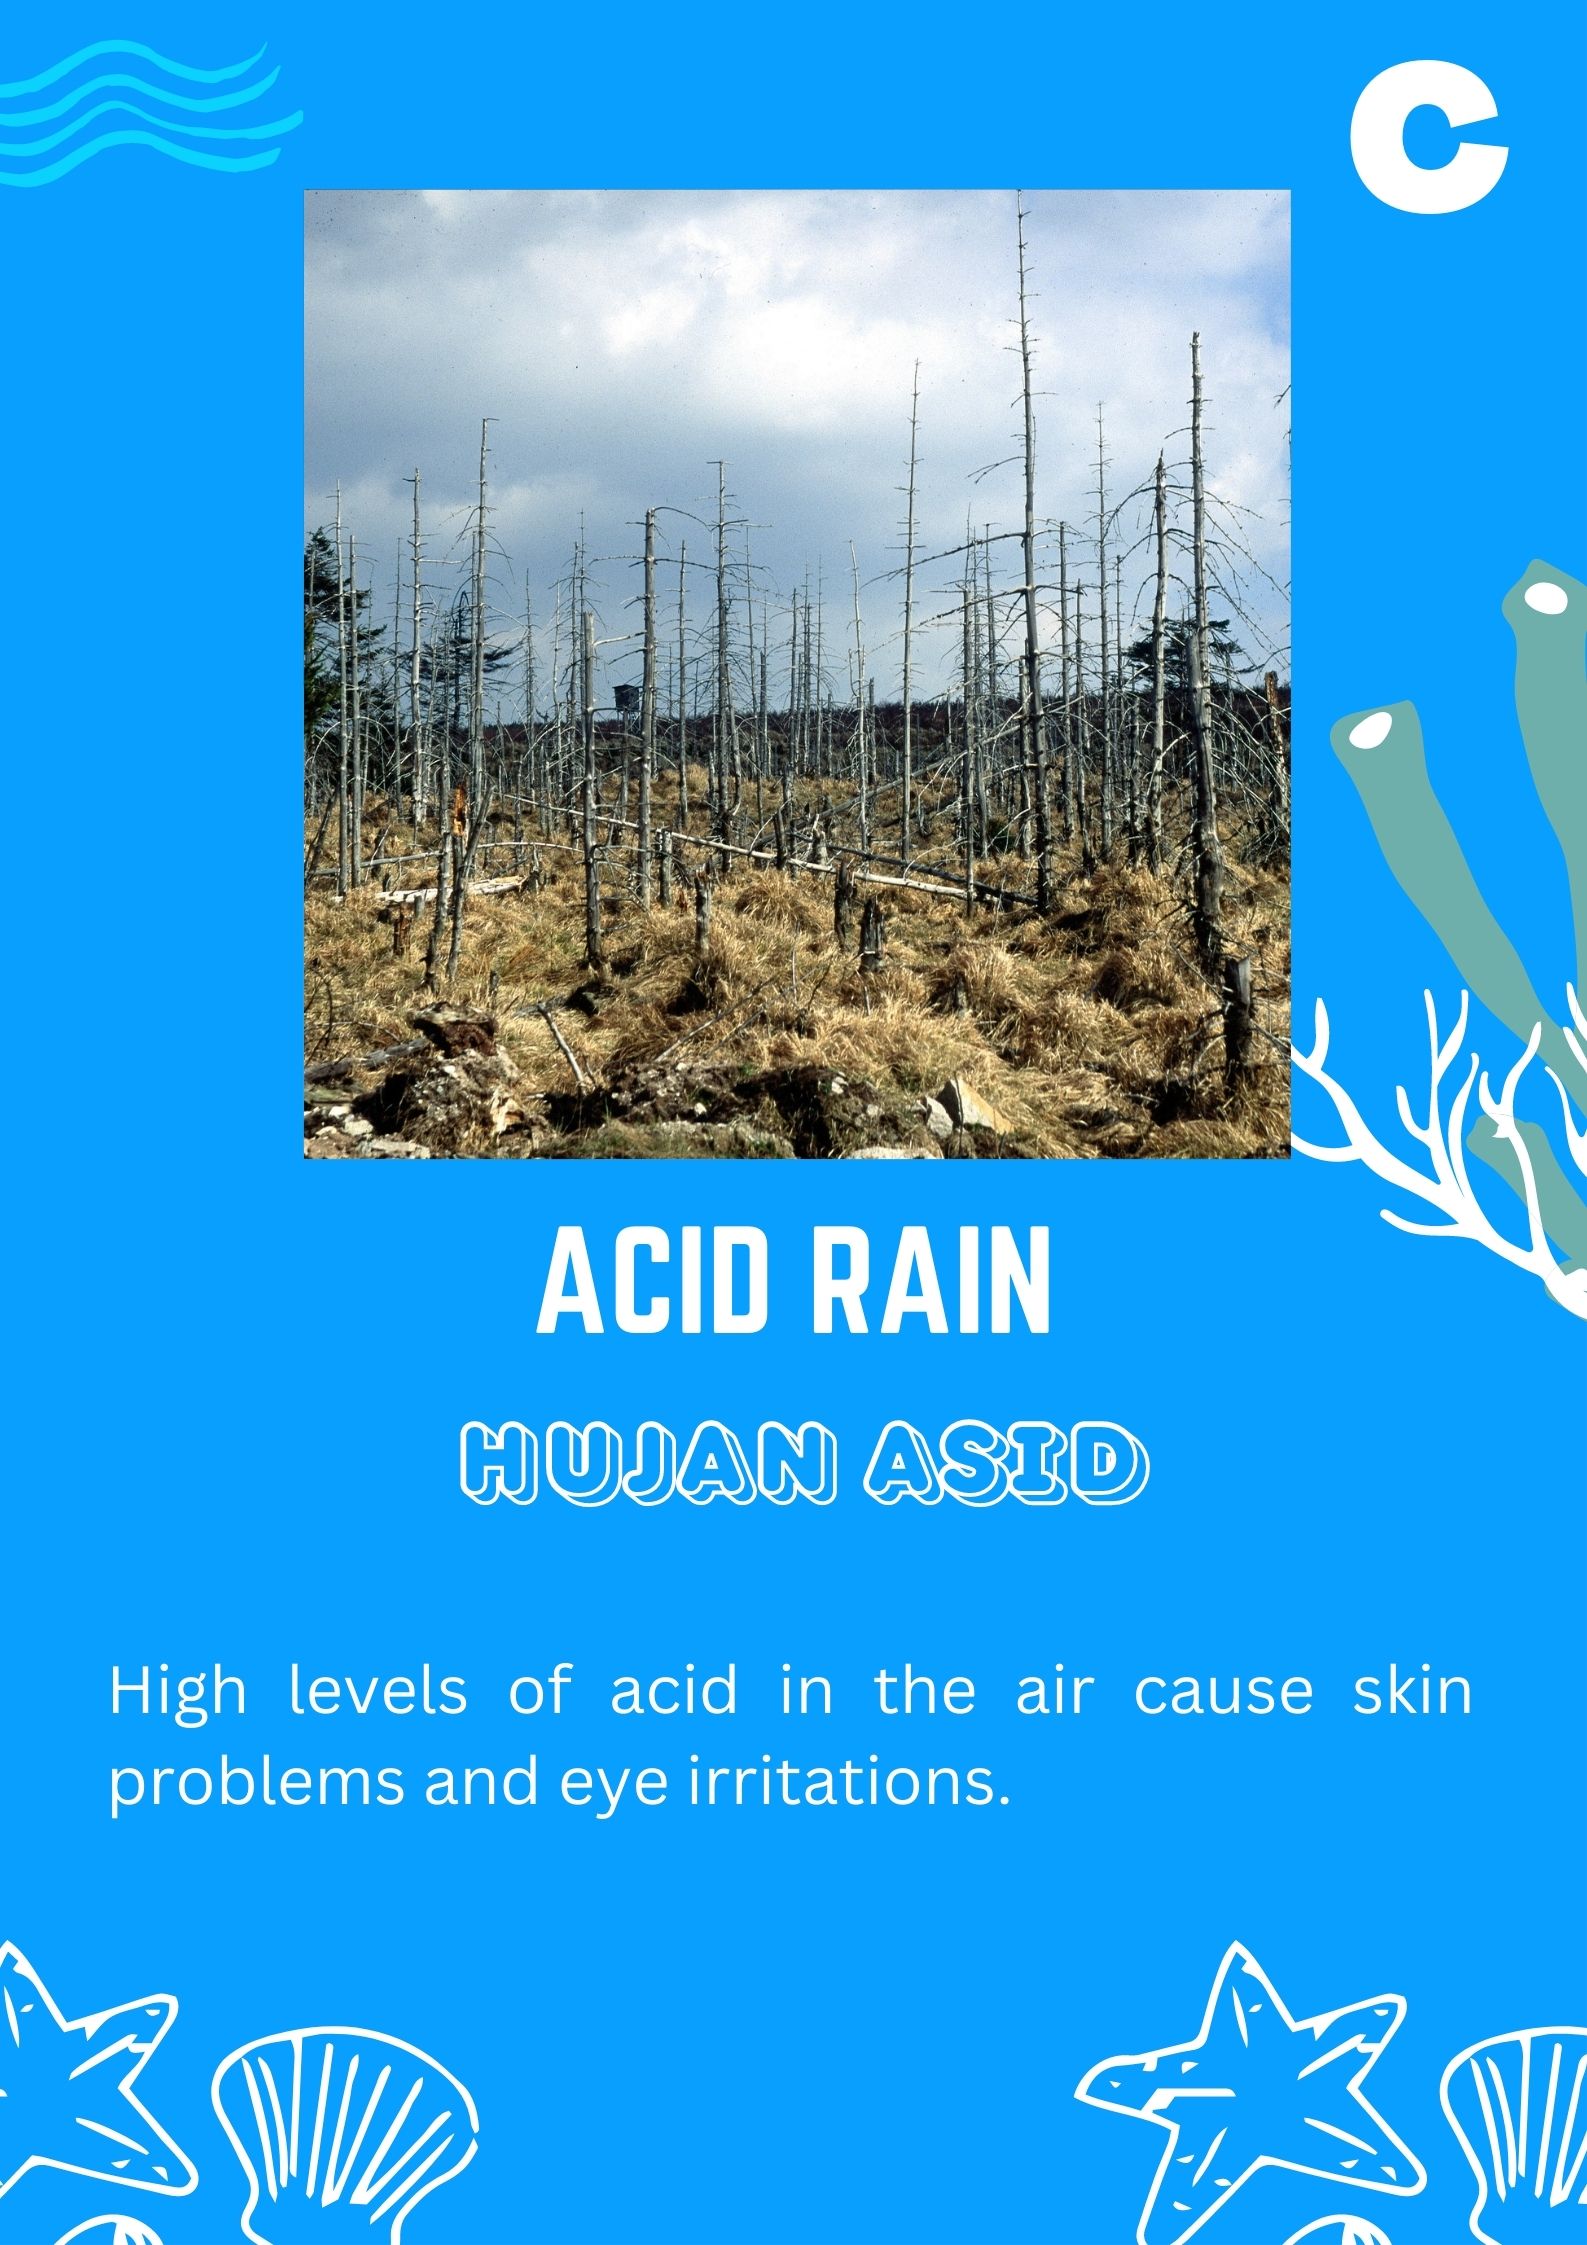 C
ACID RAIN
HUJAN ASID
High levels of acid in the air cause skin
problems and eye irritations.